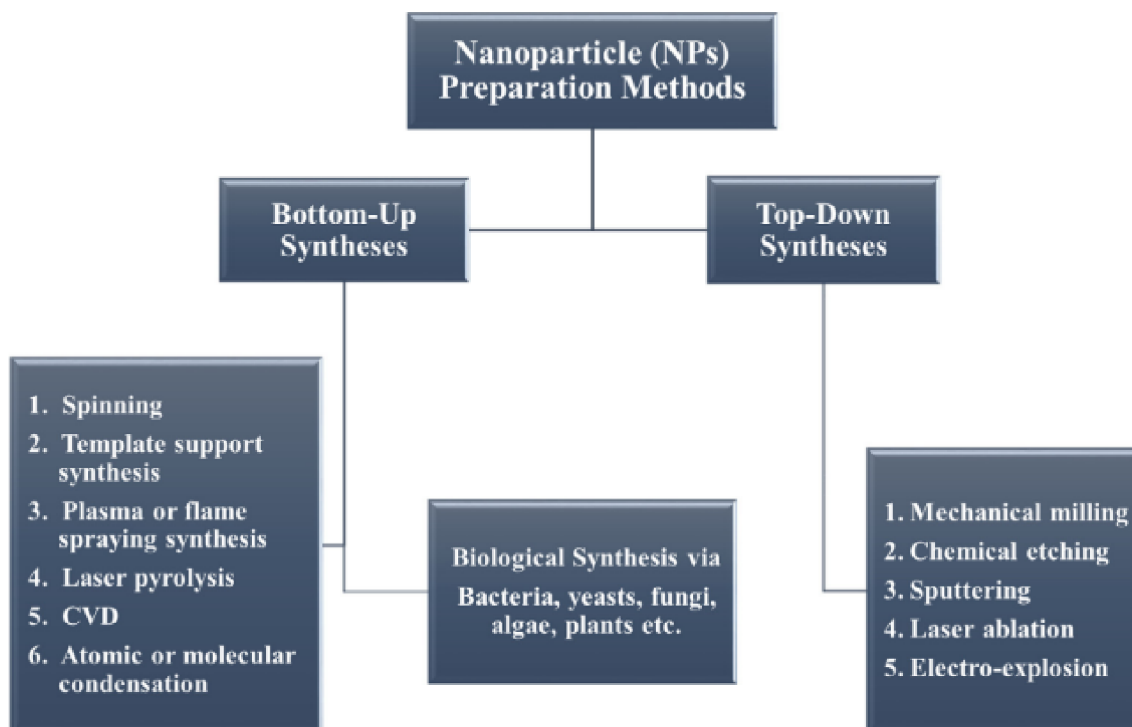 Nanoparticle (NPs)
Preparation Methods
Bottom-Up
Syntheses
Top-Down
Syntheses
1. Spinning
2. Template support
synthesis
3. Plasma or flame
spraying synthesis
4. Laser pyrolysis
5. CVD
6. Atomic or molecular
condensation
Biological Synthesis via
Bacteria, yeasts, fungi,
algae, plants etc.
1. Mechanical milling
2. Chemical etching
3. Sputtering
4. Laser ablation
5. Electro-explosion